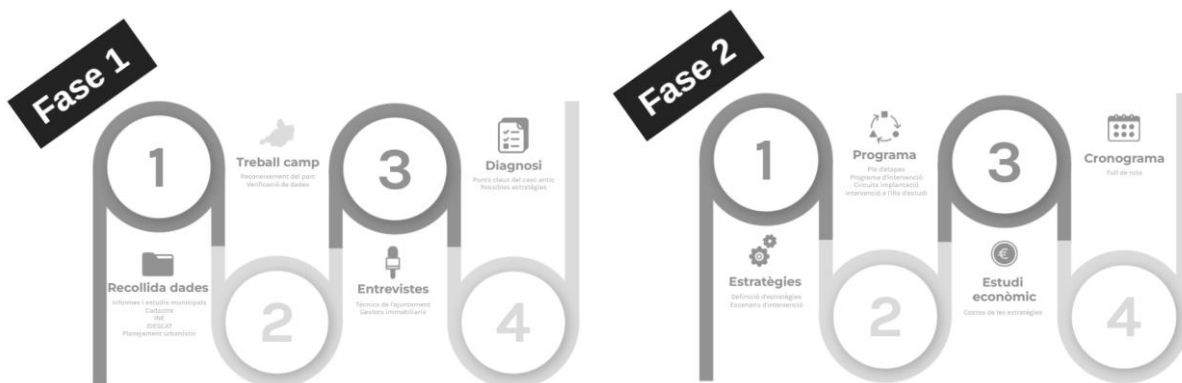 Fase 1
1
Recollida dades
Informes i estudis municipals
Cadastre
INE
IDESCAT
Planejament urbanístic
Treball camp
Reconeixement del parc
Verificació de dades
2
3
Entrevistes
Tècnics de l'ajuntament
Gestors immobiliaris
Diagnosi
Punts claus del casc antic
Possibles estratègies
4
Fase 2
1
Estratègies
Definició d'estratègies
Escenaris d'intervenció
Programa
Pla d'etapes
Programa d'intervenció
Circuits implantació
Intervenció a l'illa d'estudi
2
3
Estudi
econòmic
Costos de les estratègies
Cronograma
Full de ruta
4